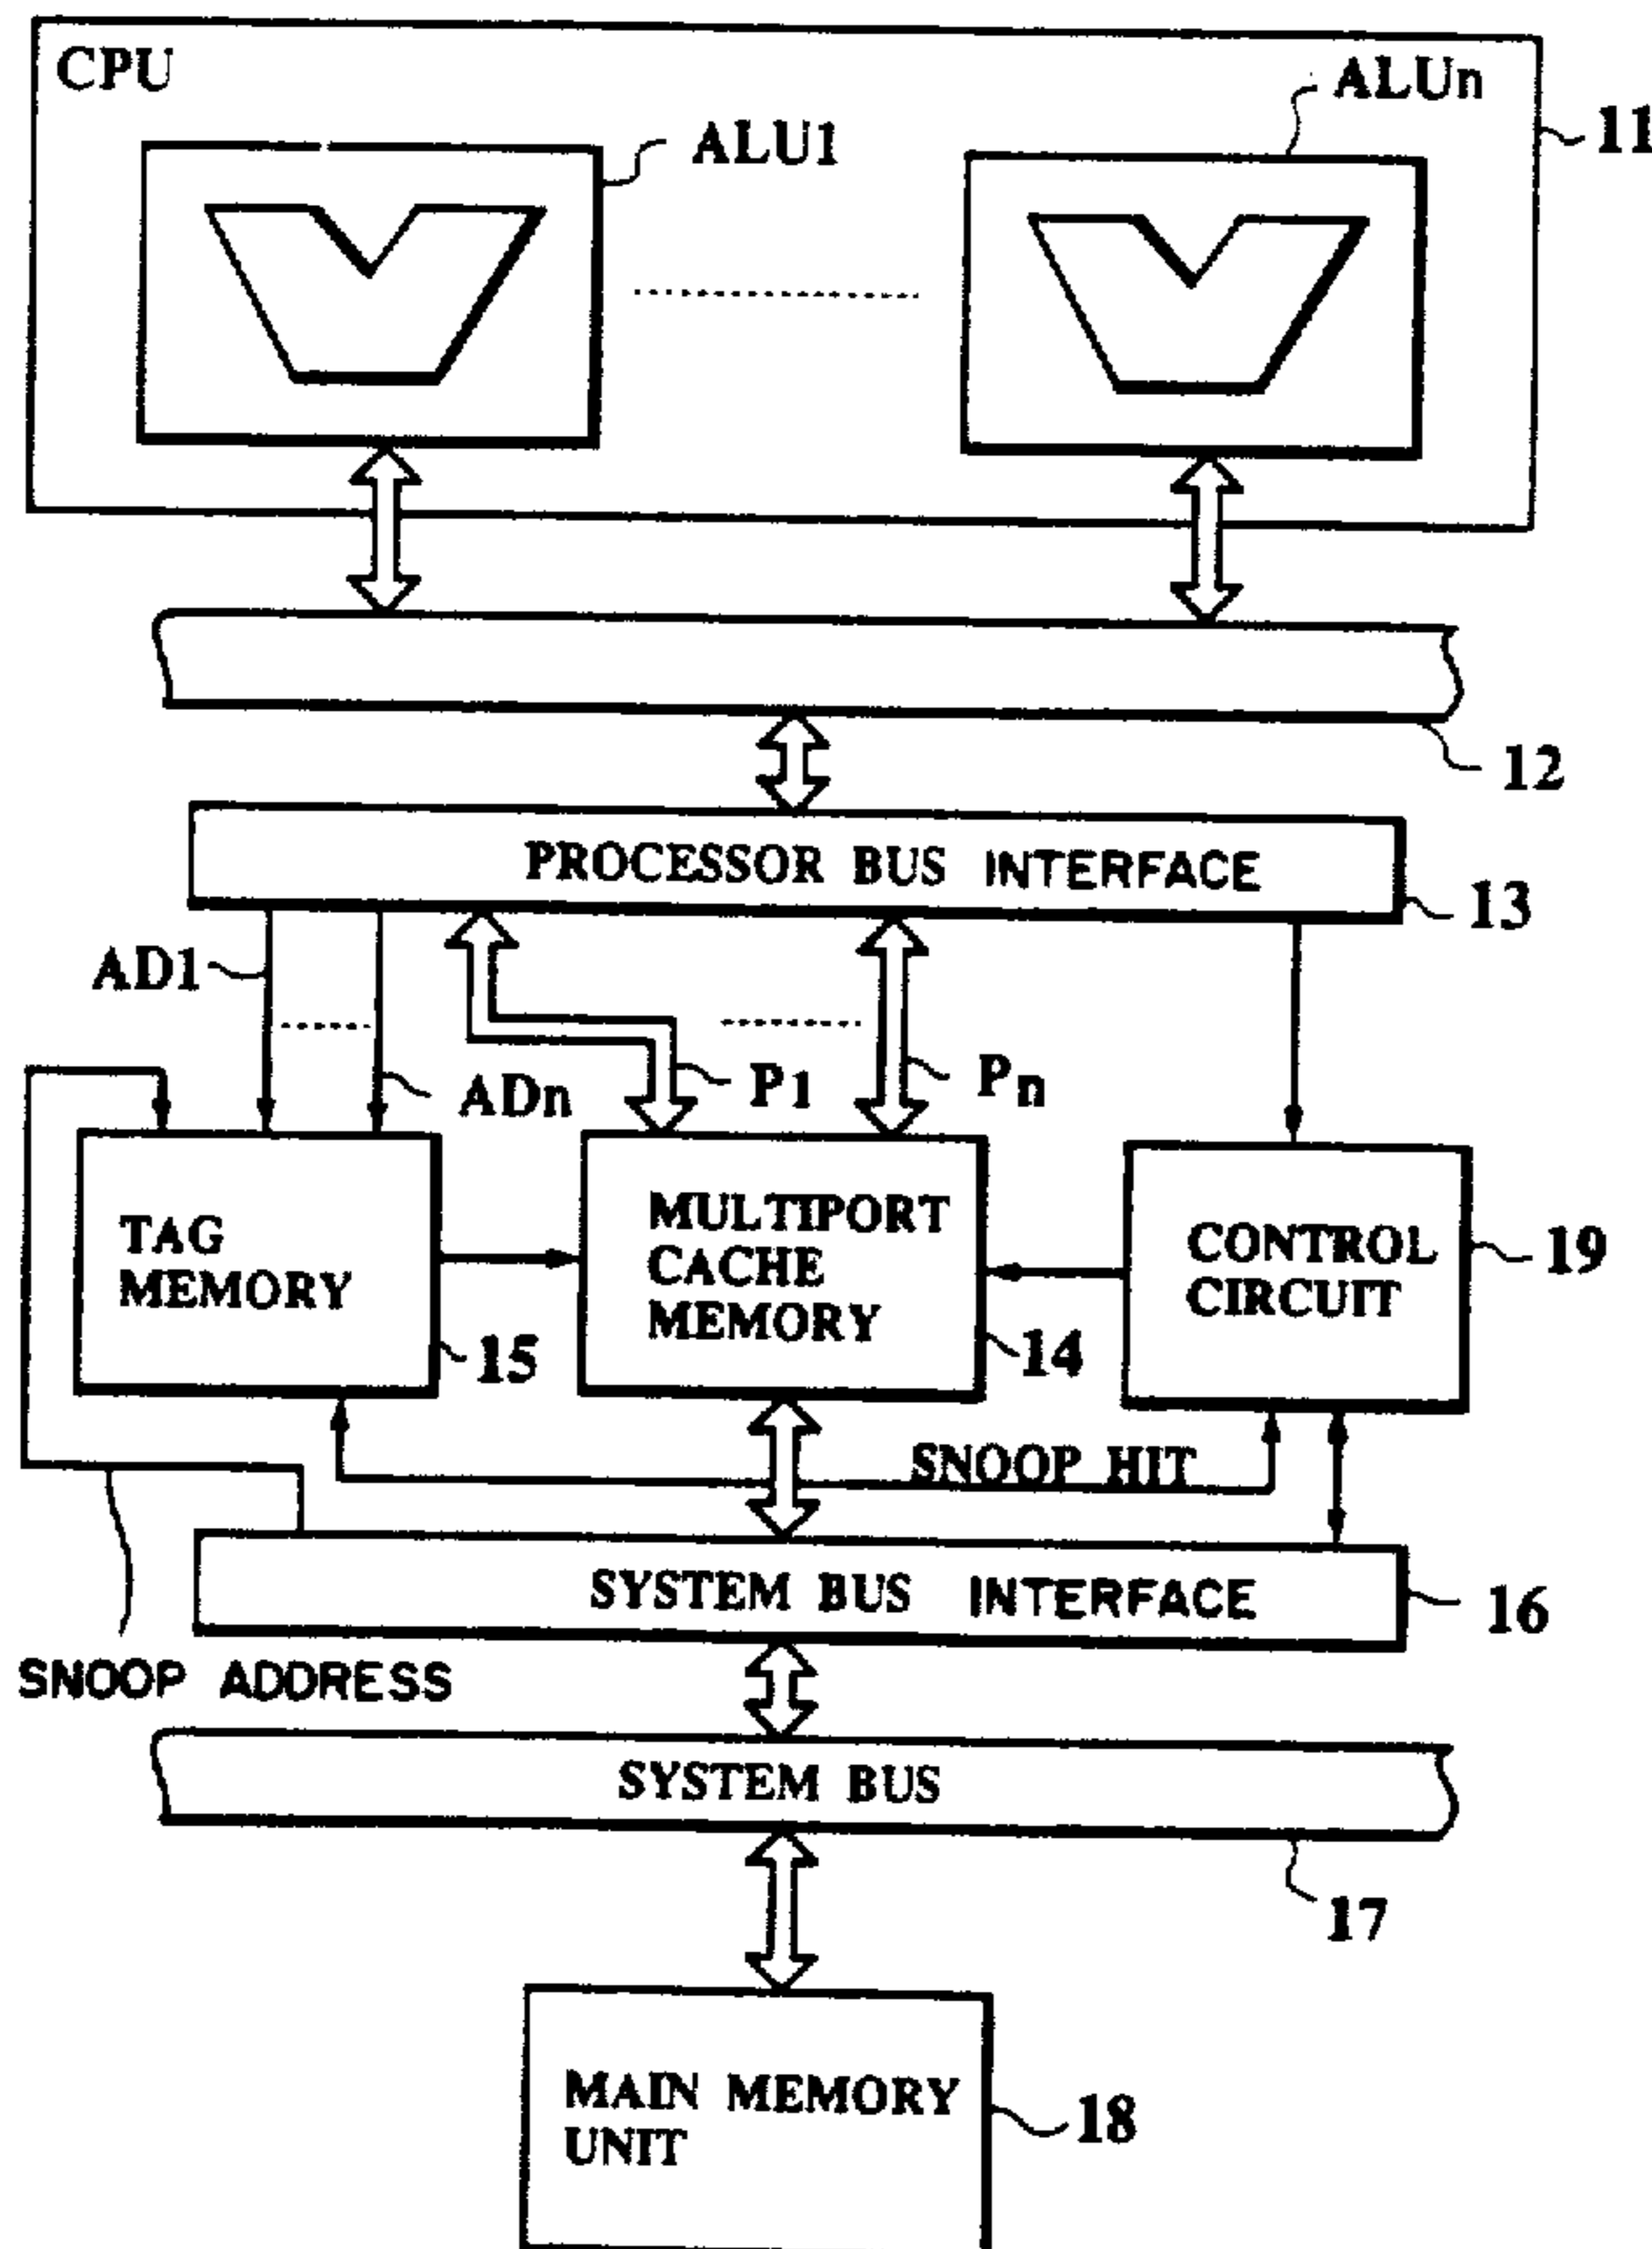 CPU
ALU1
ALUn
11
12
PROCESSOR BUS INTERFACE
13
AD1
ADn
P1
Pn
TAG
MEMORY
15
MULTIPORT
CACHE
MEMORY
14
CONTROL
CIRCUIT
19
SNOOP HIT
SYSTEM BUS INTERFACE
16
SNOOP ADDRESS
SYSTEM BUS
17
MAIN MEMORY
UNIT
18